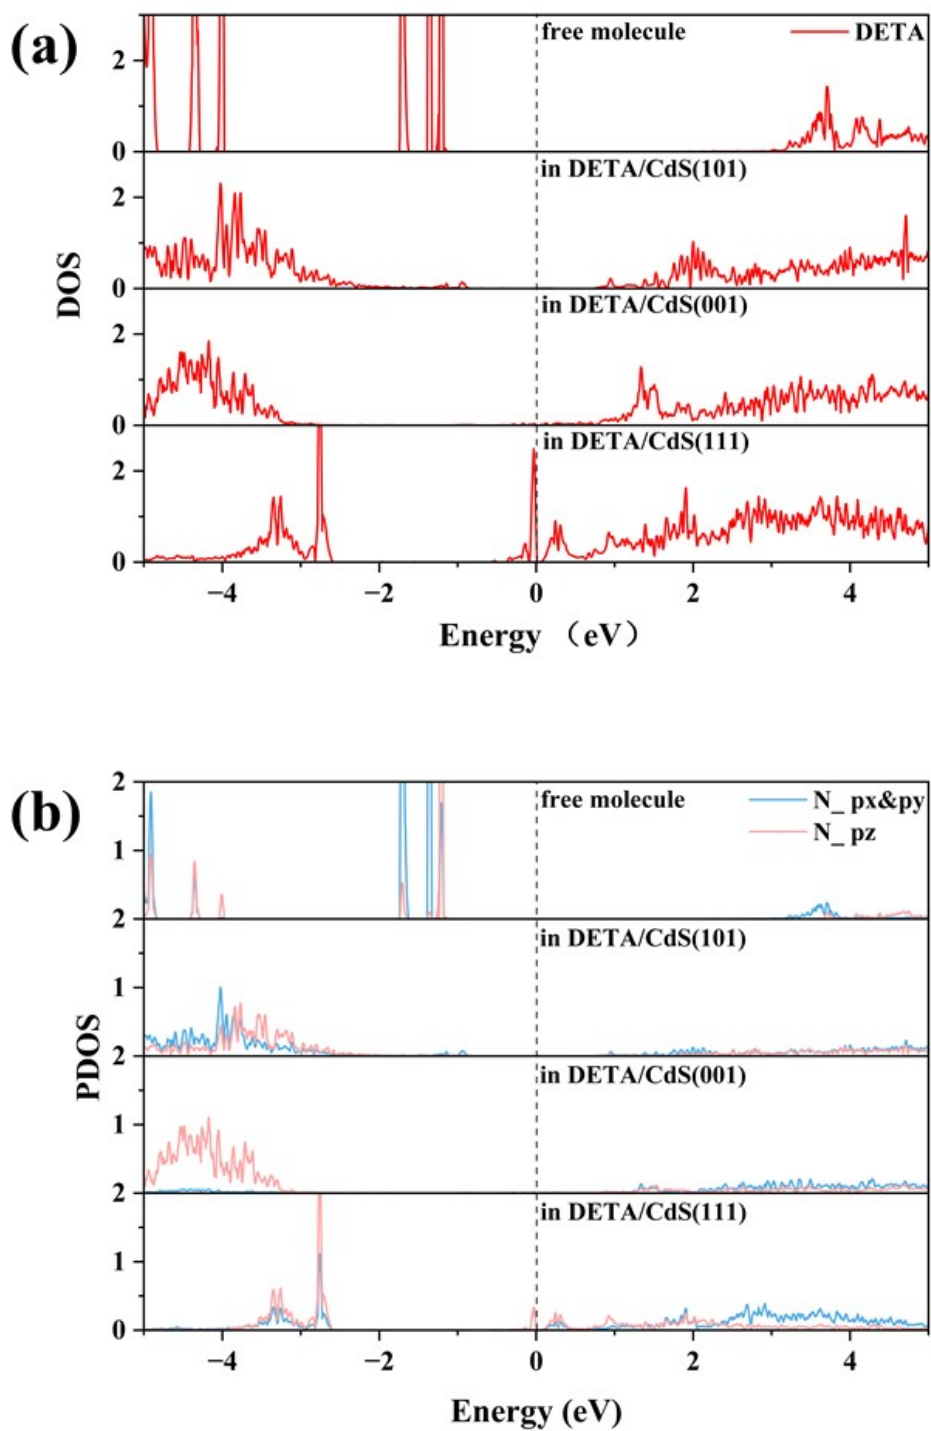 (a)
free molecule
DETA
2
0
in DETA/CdS(101)
2
0
in DETA/CdS(001)
2
0
in DETA/CdS(111)
2
0
DOS
−4 −2 0 2 4
Energy （eV）
(b)
2
free molecule
N_ px&py
N_ pz
1
2
in DETA/CdS(101)
1
2
in DETA/CdS(001)
1
2
in DETA/CdS(111)
1
0
PDOS
−4 −2 0 2 4
Energy (eV)